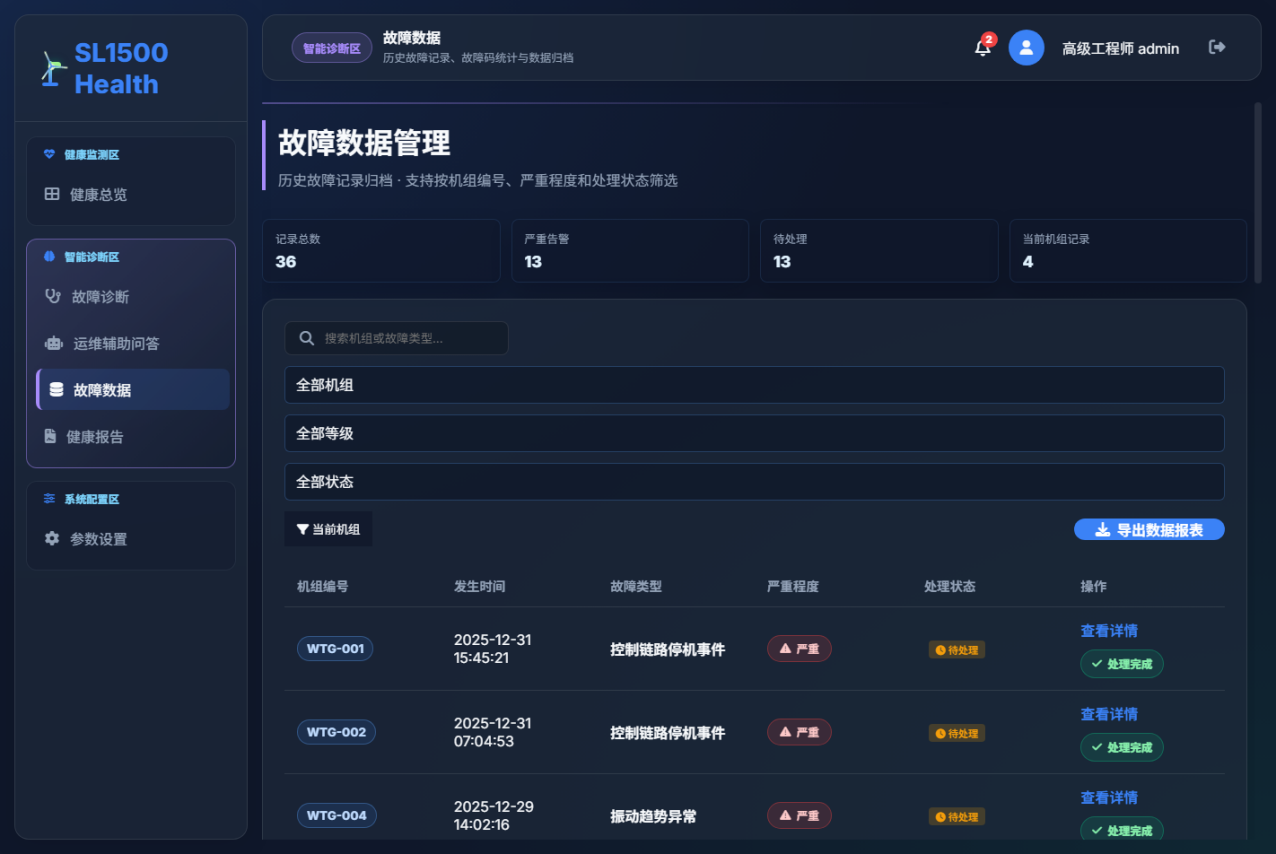 SL1500
Health
健康监测区
健康总览
智能诊断区
故障诊断
运维辅助问答
故障数据
健康报告
系统配置区
参数设置
智能诊断区
故障数据
历史故障记录、故障码统计与数据归档
2
高级工程师 admin
故障数据管理
历史故障记录归档 · 支持按机组编号、严重程度和处理状态筛选
记录总数
36
严重告警
13
待处理
13
当前机组记录
4
搜索机组或故障类型...
全部机组
全部等级
全部状态
当前机组
导出数据报表
机组编号 发生时间 故障类型 严重程度 处理状态 操作
WTG-001
2025-12-31
15:45:21
控制链路停机事件
严重
待处理
查看详情
处理完成
WTG-002
2025-12-31
07:04:53
控制链路停机事件
严重
待处理
查看详情
处理完成
WTG-004
2025-12-29
14:02:16
振动趋势异常
严重
待处理
查看详情
处理完成